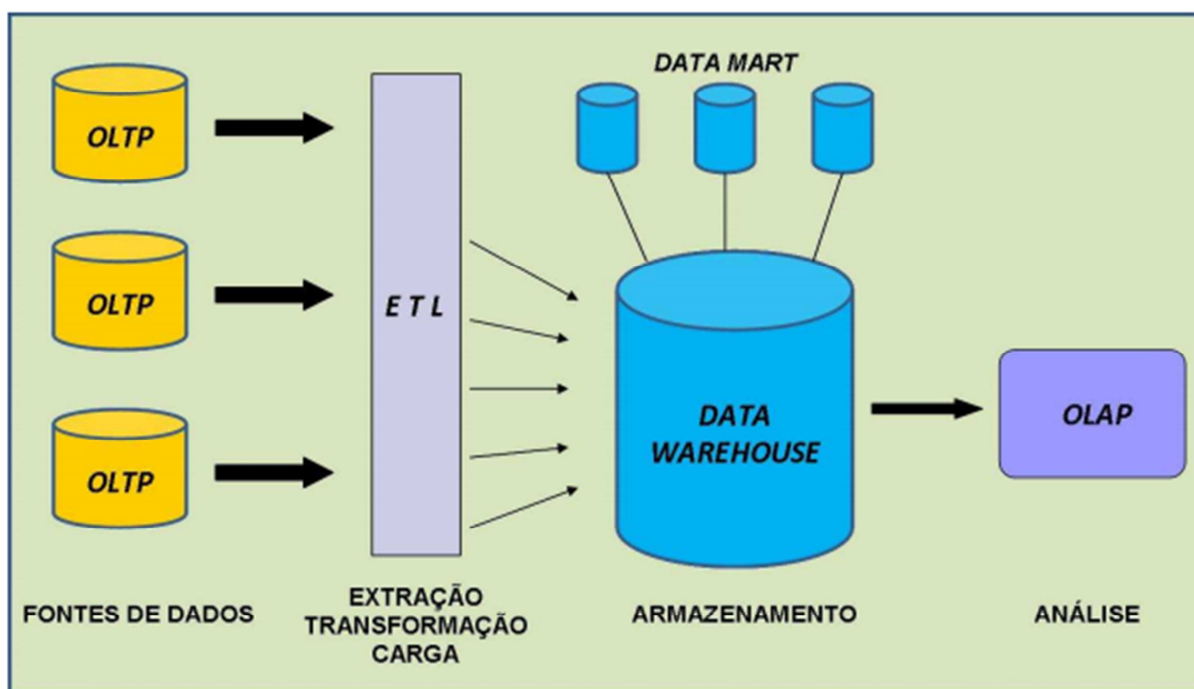 OLTP
OLTP
OLTP
FONTES DE DADOS
E T L
EXTRAÇÃO
TRANSFORMAÇÃO
CARGA
DATA MART
DATA
WAREHOUSE
ARMAZENAMENTO
OLAP
ANÁLISE